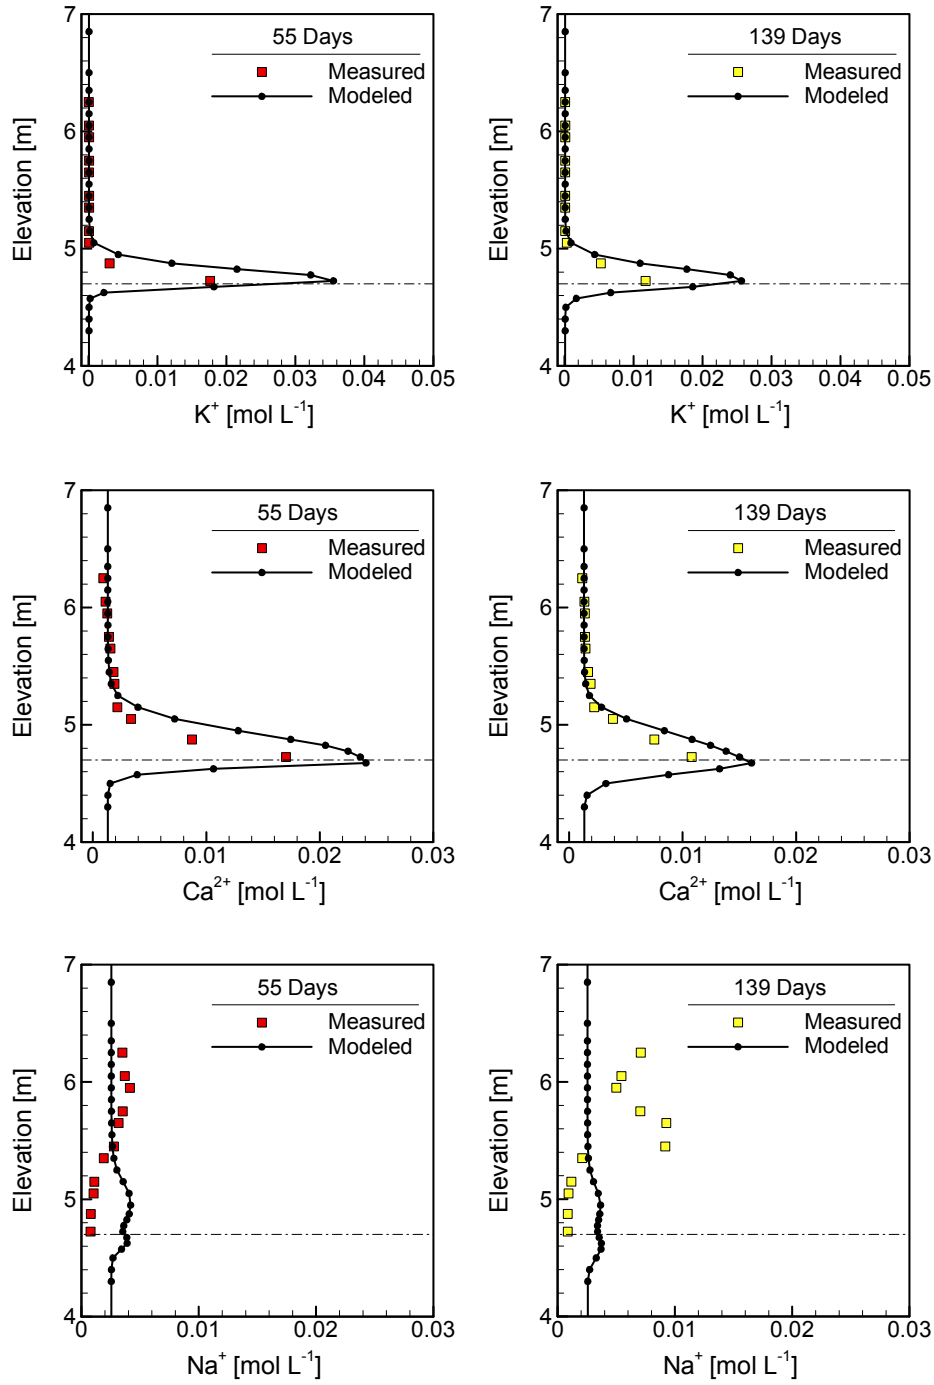 7
6
5
4
Elevation [m]
55 Days
Measured
Modeled
0 0.01 0.02 0.03 0.04 0.05
K⁺ [mol L⁻¹]
7
6
5
4
Elevation [m]
139 Days
Measured
Modeled
0 0.01 0.02 0.03 0.04 0.05
K⁺ [mol L⁻¹]
7
6
5
4
Elevation [m]
55 Days
Measured
Modeled
0 0.01 0.02 0.03
Ca²⁺ [mol L⁻¹]
7
6
5
4
Elevation [m]
139 Days
Measured
Modeled
0 0.01 0.02 0.03
Ca²⁺ [mol L⁻¹]
7
6
5
4
Elevation [m]
55 Days
Measured
Modeled
0 0.01 0.02 0.03
Na⁺ [mol L⁻¹]
7
6
5
4
Elevation [m]
139 Days
Measured
Modeled
0 0.01 0.02 0.03
Na⁺ [mol L⁻¹]